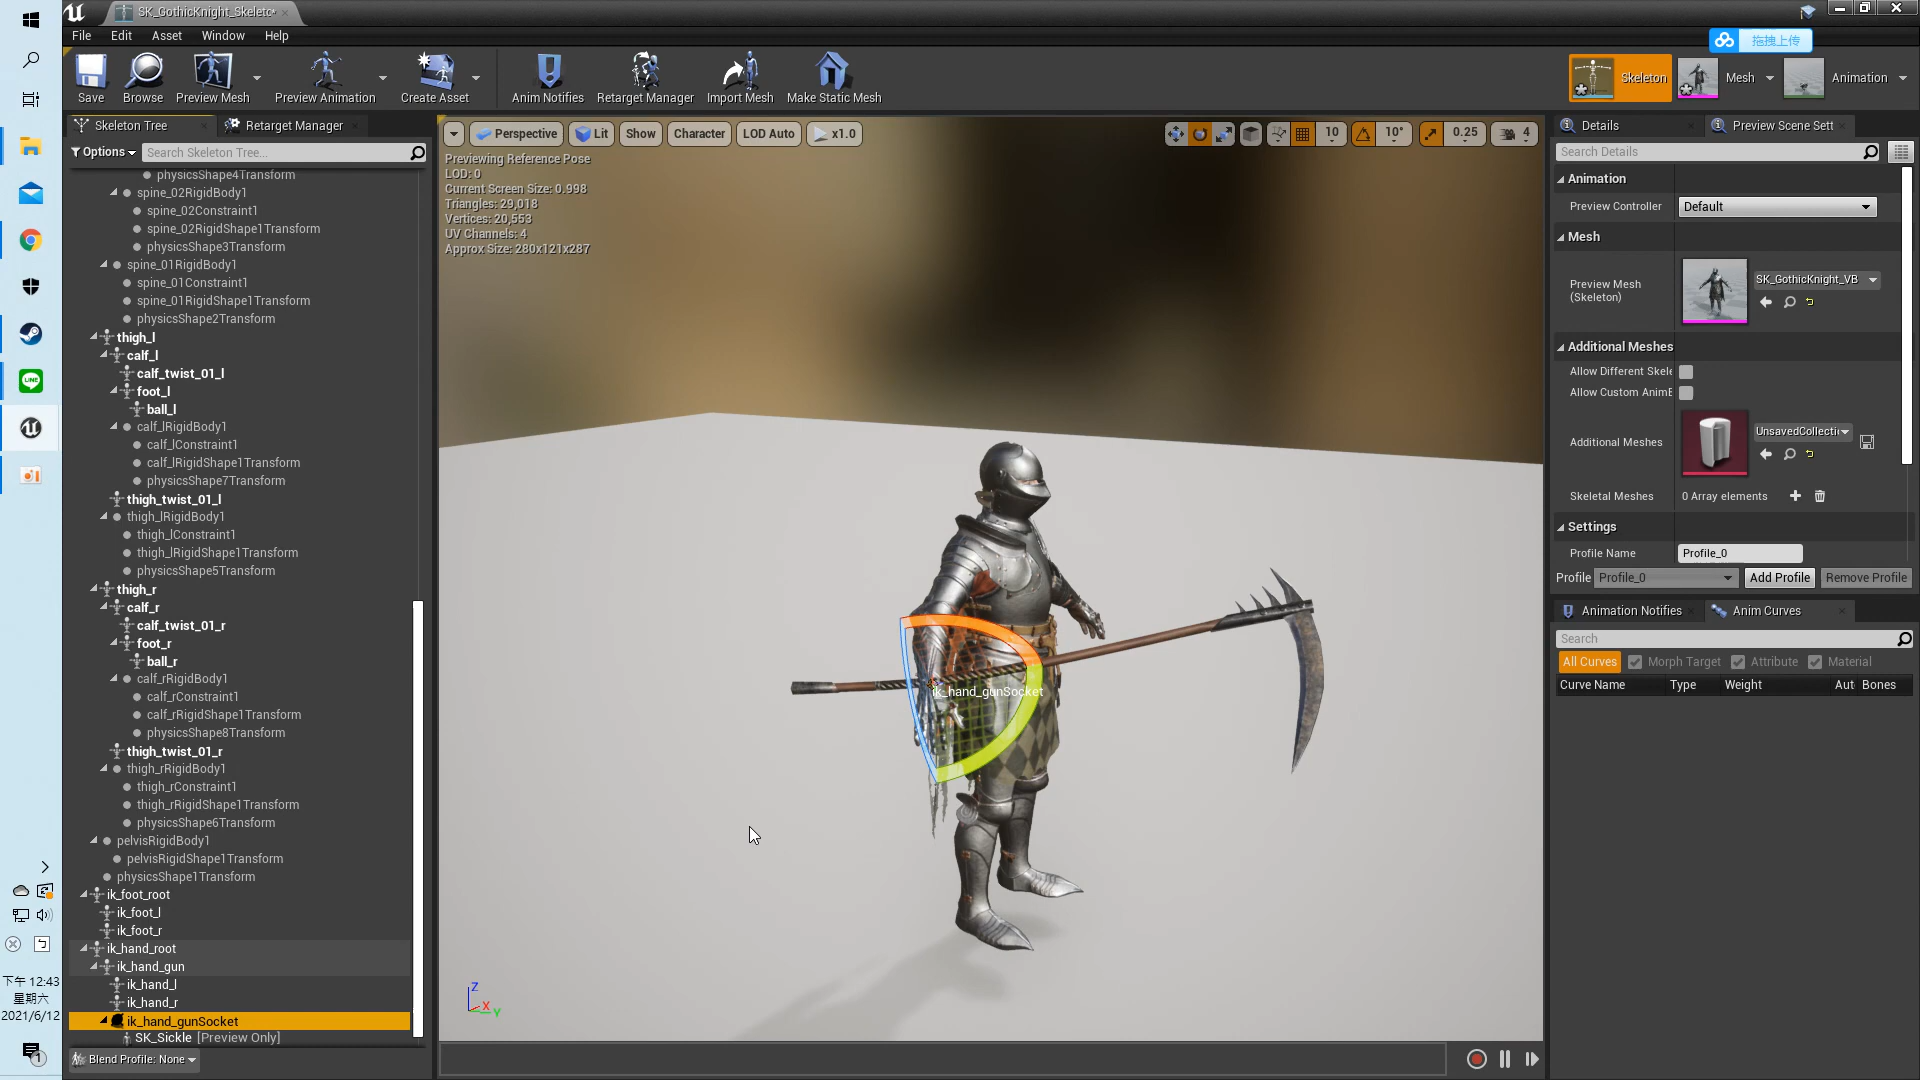 SK_GothicKnight_Skeletc*
File Edit Asset Window Help
拖拽上传
Save Browse Preview Mesh Preview Animation Create Asset Anim Notifies Retarget Manager Import Mesh Make Static Mesh
Skeleton Mesh Animation
Skeleton Tree Retarget Manager
Options Search Skeleton Tree...
physicsShape4Transform
spine_02RigidBody1
spine_02Constraint1
spine_02RigidShape1Transform
physicsShape3Transform
spine_01RigidBody1
spine_01Constraint1
spine_01RigidShape1Transform
physicsShape2Transform
thigh_l
calf_l
calf_twist_01_l
foot_l
ball_l
calf_lRigidBody1
calf_lConstraint1
calf_lRigidShape1Transform
physicsShape7Transform
thigh_twist_01_l
thigh_lRigidBody1
thigh_lConstraint1
thigh_lRigidShape1Transform
physicsShape5Transform
thigh_r
calf_r
calf_twist_01_r
foot_r
ball_r
calf_rRigidBody1
calf_rConstraint1
calf_rRigidShape1Transform
physicsShape8Transform
thigh_twist_01_r
thigh_rRigidBody1
thigh_rConstraint1
thigh_rRigidShape1Transform
physicsShape6Transform
pelvisRigidBody1
pelvisRigidShape1Transform
physicsShape1Transform
ik_foot_root
ik_foot_l
ik_foot_r
ik_hand_root
ik_hand_gun
ik_hand_l
ik_hand_r
ik_hand_gunSocket
SK_Sickle [Preview Only]
Blend Profile: None
LINE
下午 12:43
星期六
2021/6/12
1
Perspective Lit Show Character LOD Auto x1.0
10 10° 0.25 4
Previewing Reference Pose
LOD: 0
Current Screen Size: 0.998
Triangles: 29,018
Vertices: 20,553
UV Channels: 4
Approx Size: 280x121x287
ik_hand_gunSocket
Z
X
Y
Details Preview Scene Sett
Search Details
Animation
Preview Controller Default
Mesh
Preview Mesh (Skeleton) SK_GothicKnight_VB
Additional Meshes
Allow Different Skele
Allow Custom AnimE
Additional Meshes UnsavedCollecti
Skeletal Meshes 0 Array elements
Settings
Profile Name Profile_0
Profile Profile_0 Add Profile Remove Profile
Animation Notifies Anim Curves
Search
All Curves Morph Target Attribute Material
Curve Name Type Weight Aut Bones